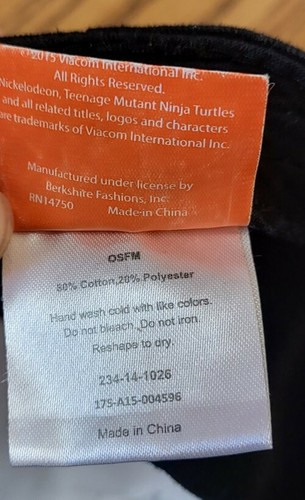 ©2015 Viacom International Inc.
All Rights Reserved.
Nickelodeon, Teenage Mutant Ninja Turtles
and all related titles, logos and characters
are trademarks of Viacom International Inc.
Manufactured under license by
Berkshire Fashions, Inc.
RN14750 Made in China
OSFM
80% Cotton,20% Polyester
Hand wash cold with like colors.
Do not bleach. Do not iron.
Reshape to dry.
234-14-1026
175-A15-004596
Made in China